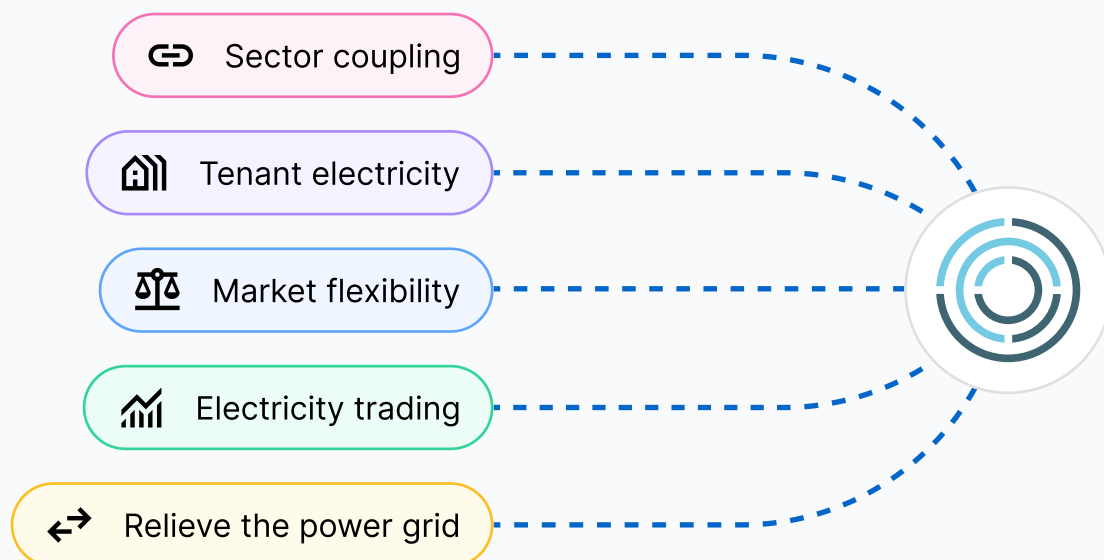 Sector coupling
Tenant electricity
Market flexibility
Electricity trading
Relieve the power grid